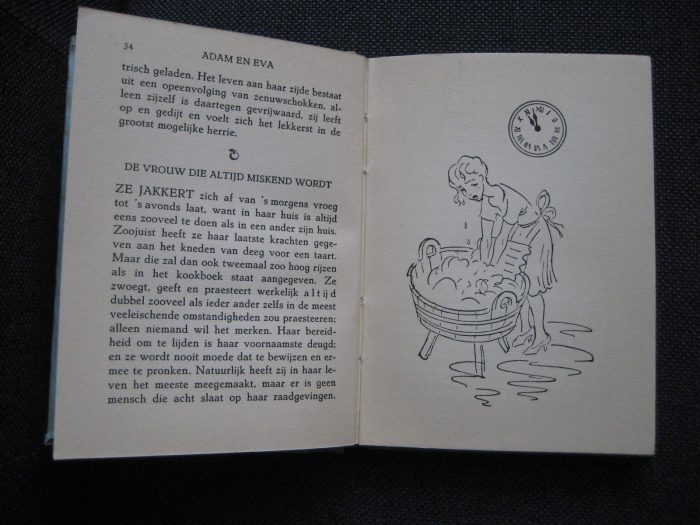 34
ADAM EN EVA
trisch geladen. Het leven aan haar zijde bestaat
uit een opeenvolging van zenuwschokken, al-
leen zijzelf is daartegen gevrijwaard, zij leeft
op en gedijt en voelt zich het lekkerst in de
grootst mogelijke herrie.
DE VROUW DIE ALTIJD MISKEND WORDT
ZE JAKKERT zich af van 's morgens vroeg
tot 's avonds laat, want in haar huis is altijd
eens zooveel te doen als in een ander zijn huis.
Zoojuist heeft ze haar laatste krachten gege-
ven aan het kneden van deeg voor een taart.
Maar die zal dan ook tweemaal zoo hoog rijzen
als in het kookboek staat aangegeven. Ze
zwoegt, geeft en praesteert werkelijk altijd
dubbel zooveel als ieder ander zelfs in de meest
veeleischende omstandigheden zou praesteeren;
alleen niemand wil het merken. Haar bereid-
heid om te lijden is haar voornaamste deugd;
en ze wordt nooit moede dat te bewijzen en er-
mee te pronken. Natuurlijk heeft zij in haar le-
ven het meeste meegemaakt, maar er is geen
mensch die acht slaat op haar raadgevingen.